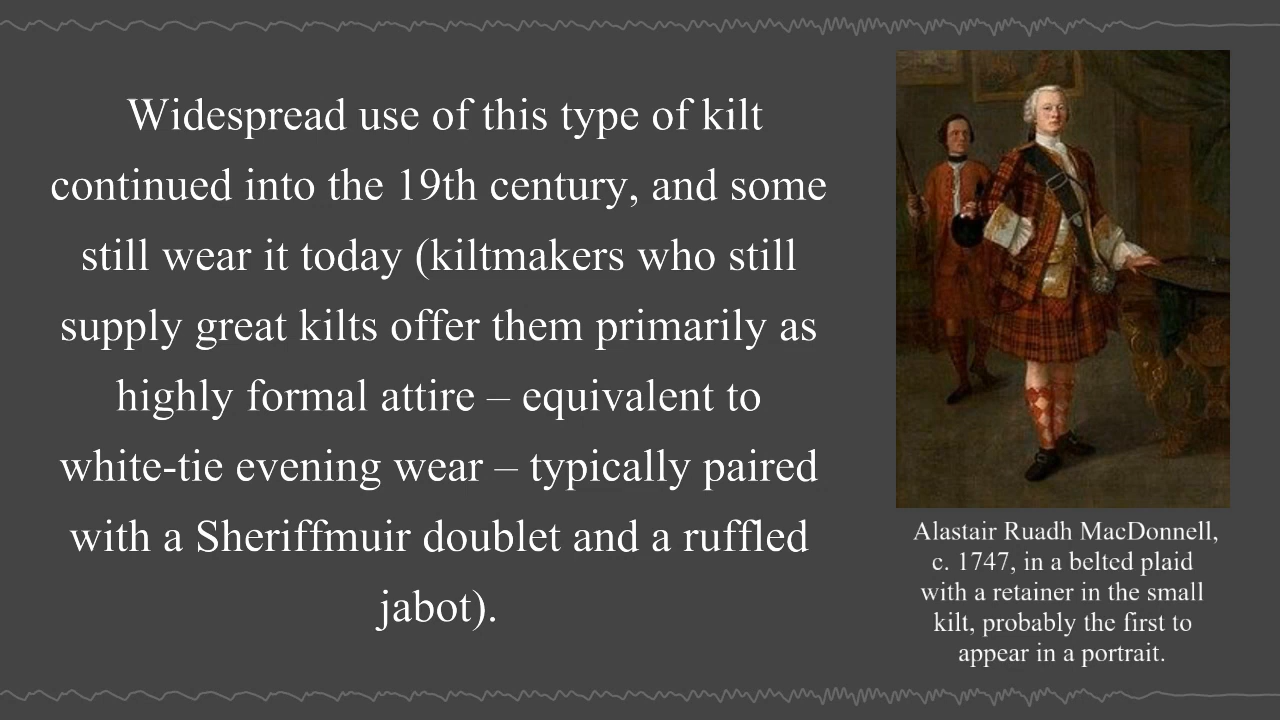 Widespread use of this type of kilt
continued into the 19th century, and some
still wear it today (kiltmakers who still
supply great kilts offer them primarily as
highly formal attire – equivalent to
white-tie evening wear – typically paired
with a Sheriffmuir doublet and a ruffled
jabot).
Alastair Ruadh MacDonnell,
c. 1747, in a belted plaid
with a retainer in the small
kilt, probably the first to
appear in a portrait.